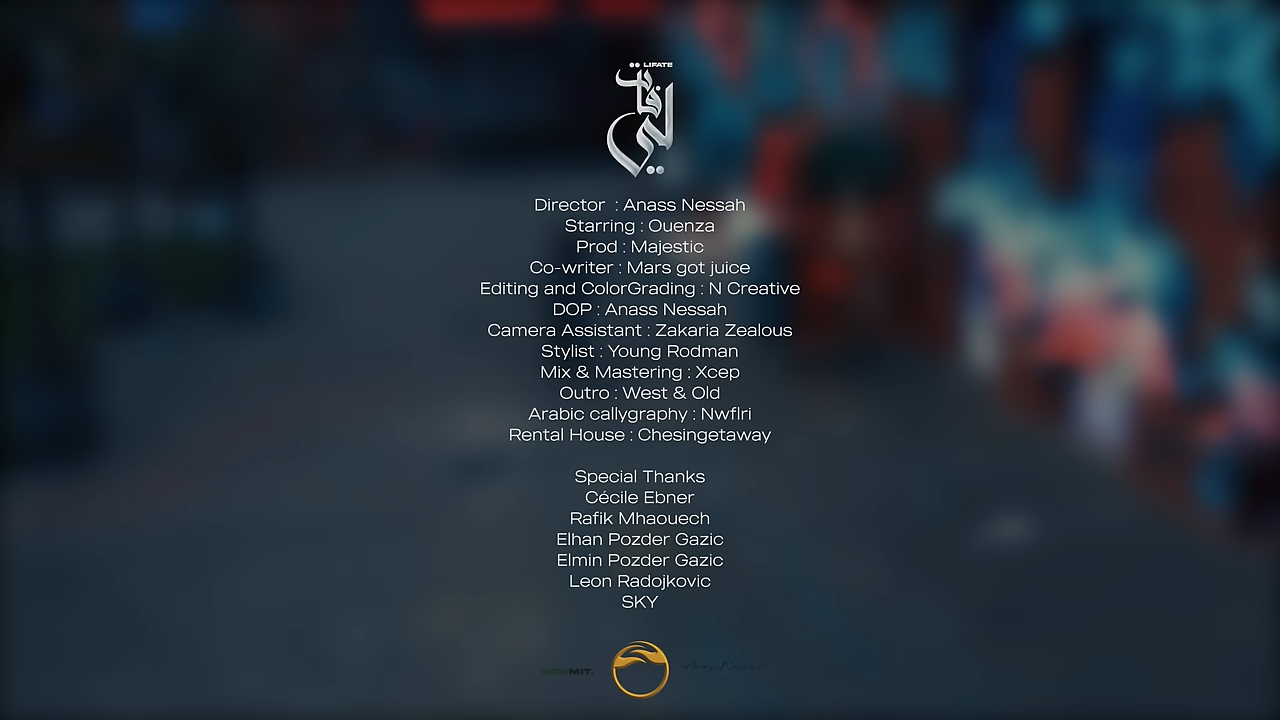 LIFATE
لي فات
Director : Anass Nessah
Starring : Ouenza
Prod : Majestic
Co-writer : Mars got juice
Editing and ColorGrading : N Creative
DOP : Anass Nessah
Camera Assistant : Zakaria Zealous
Stylist : Young Rodman
Mix & Mastering : Xcep
Outro : West & Old
Arabic callygraphy : Nwflri
Rental House : Chesingetaway
Special Thanks
Cécile Ebner
Rafik Mhaouech
Elhan Pozder Gazic
Elmin Pozder Gazic
Leon Radojkovic
SKY